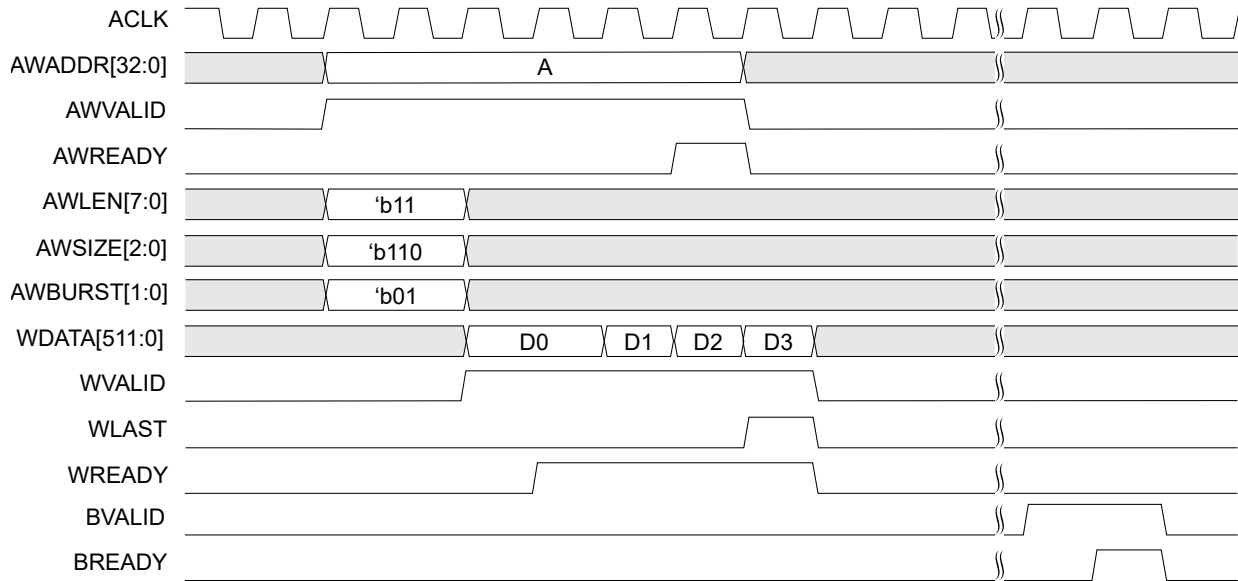 ACLK
AWADDR[32:0] A
AWVALID
AWREADY
AWLEN[7:0] ‘b11
AWSIZE[2:0] ‘b110
AWBURST[1:0] ‘b01
WDATA[511:0] D0 D1 D2 D3
WVALID
WLAST
WREADY
BVALID
BREADY